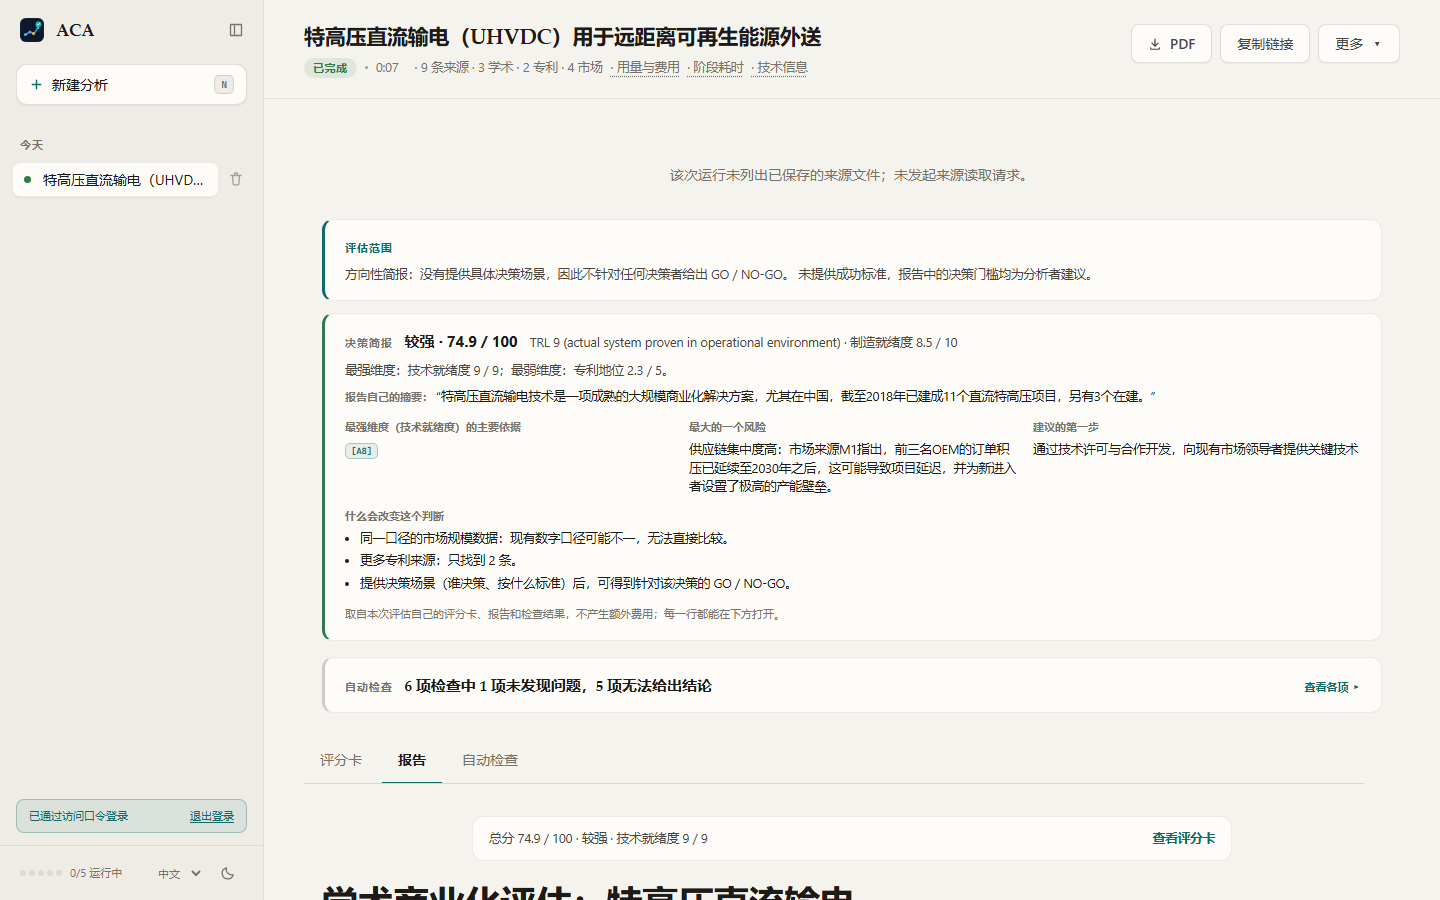 ACA
新建分析
N
今天
特高压直流输电（UHVD...
已通过访问口令登录
退出登录
0/5 运行中
中文
特高压直流输电（UHVDC）用于远距离可再生能源外送
已完成 · 0:07 · 9 条来源 · 3 学术 · 2 专利 · 4 市场 · 用量与费用 · 阶段耗时 · 技术信息
PDF
复制链接
更多
该次运行未列出已保存的来源文件；未发起来源读取请求。
评估范围
方向性简报：没有提供具体决策场景，因此不针对任何决策者给出 GO / NO-GO。 未提供成功标准，报告中的决策门槛均为分析者建议。
决策简报 较强 · 74.9 / 100 TRL 9 (actual system proven in operational environment) · 制造就绪度 8.5 / 10
最强维度：技术就绪度 9 / 9；最弱维度：专利地位 2.3 / 5。
报告自己的摘要：“特高压直流输电技术是一项成熟的大规模商业化解决方案，尤其在中国，截至2018年已建成11个直流特高压项目，另有3个在建。”
最强维度（技术就绪度）的主要依据
[A8]
最大的一个风险
供应链集中度高：市场来源M1指出，前三名OEM的订单积
压已延续至2030年之后，这可能导致项目延迟，并为新进入
者设置了极高的产能壁垒。
建议的第一步
通过技术许可与合作开发，向现有市场领导者提供关键技术
什么会改变这个判断
• 同一口径的市场规模数据：现有数字口径可能不一，无法直接比较。
• 更多专利来源：只找到 2 条。
• 提供决策场景（谁决策、按什么标准）后，可得到针对该决策的 GO / NO-GO。
取自本次评估自己的评分卡、报告和检查结果，不产生额外费用；每一行都能在下方打开。
自动检查 6 项检查中 1 项未发现问题，5 项无法给出结论
查看各项
评分卡
报告
自动检查
总分 74.9 / 100 · 较强 · 技术就绪度 9 / 9
查看评分卡
学术商业化评估：特高压直流输电